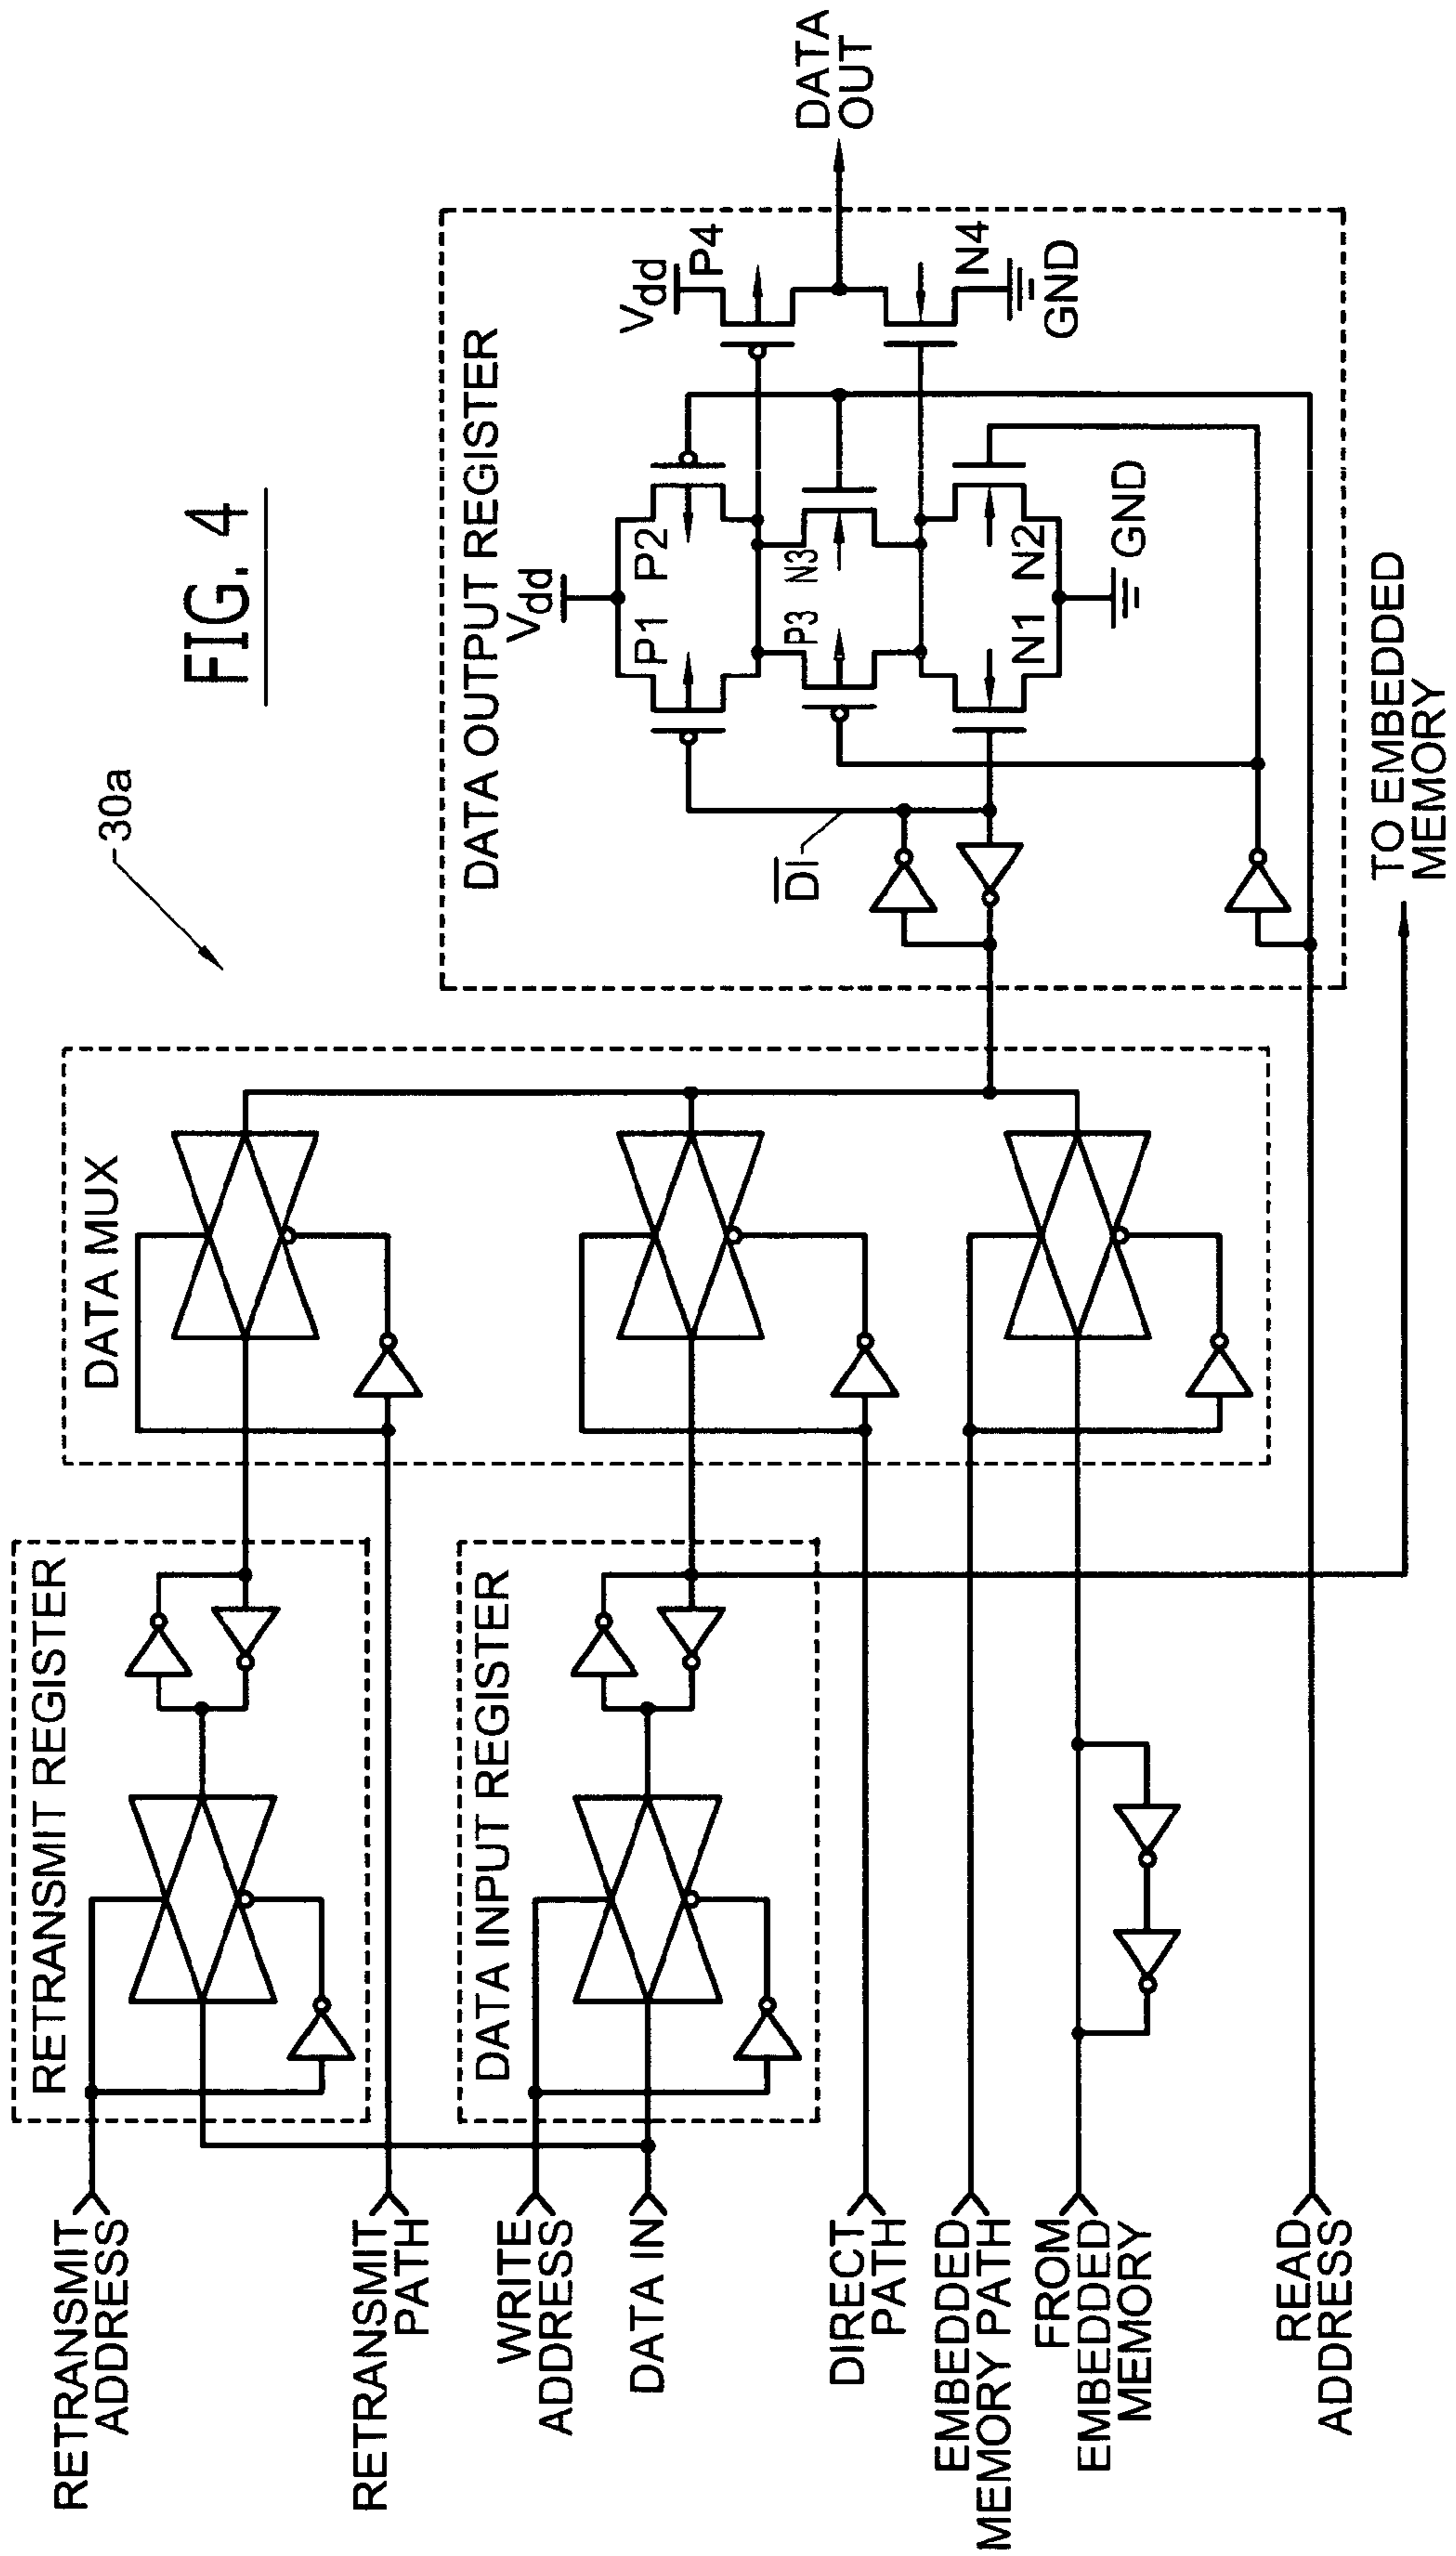 FIG. 4
30a
RETRANSMIT REGISTER
DATA MUX
DATA OUTPUT REGISTER
DATA INPUT REGISTER
RETRANSMIT
ADDRESS
RETRANSMIT
PATH
WRITE
ADDRESS
DATA IN
DIRECT
PATH
EMBEDDED
MEMORY PATH
FROM
EMBEDDED
MEMORY
READ
ADDRESS
Vdd
P1
P2
P3
N3
N1
N2
GND
D̅I̅
Vdd
P4
N4
GND
DATA
OUT
TO EMBEDDED
MEMORY